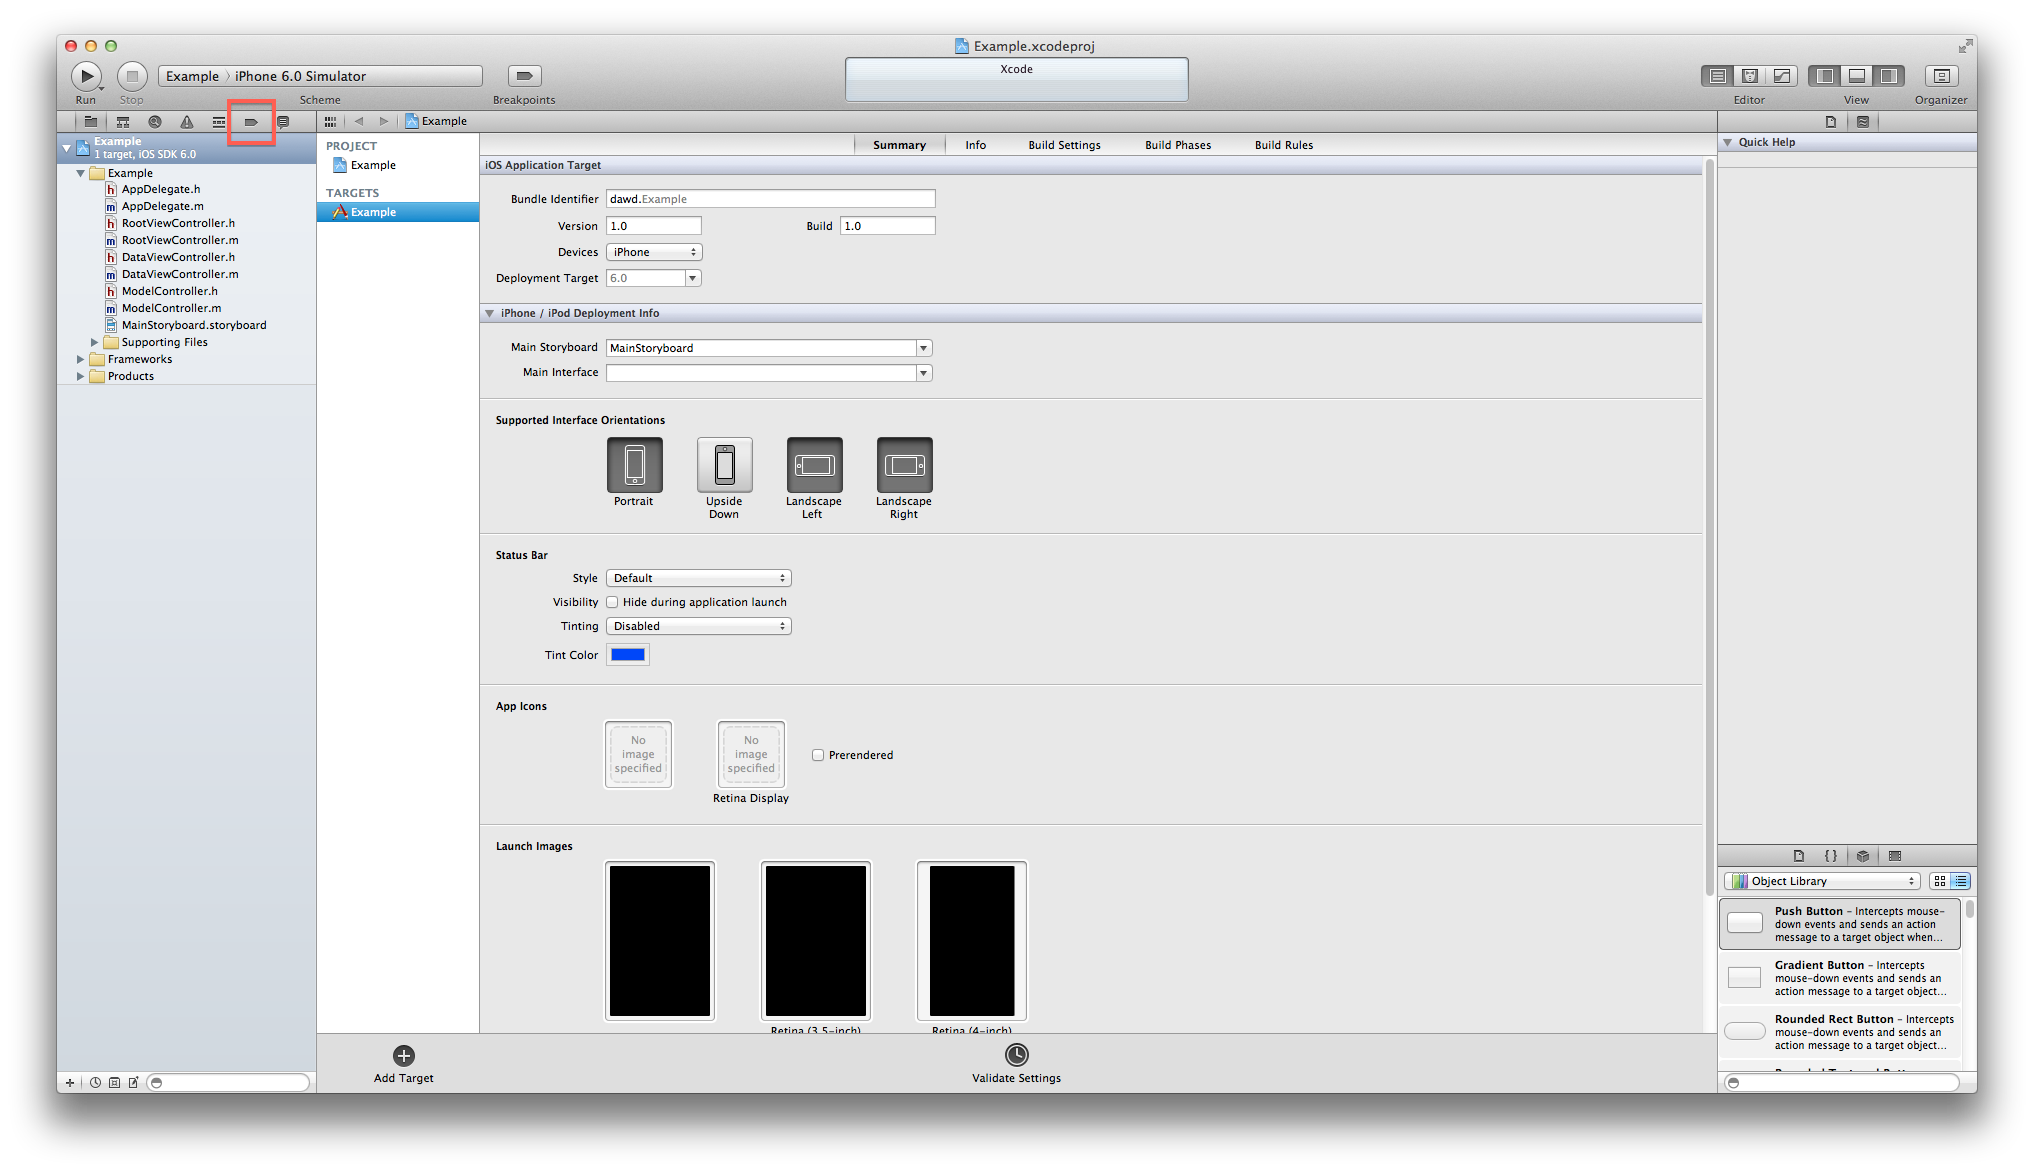 Example.xcodeproj
Example 〉 iPhone 6.0 Simulator
Xcode
Run
Stop
Scheme
Breakpoints
Editor
View
Organizer
Example
Example
1 target, iOS SDK 6.0
Example
AppDelegate.h
AppDelegate.m
RootViewController.h
RootViewController.m
DataViewController.h
DataViewController.m
ModelController.h
ModelController.m
MainStoryboard.storyboard
Supporting Files
Frameworks
Products
PROJECT
Example
TARGETS
Example
Summary
Info
Build Settings
Build Phases
Build Rules
iOS Application Target
Bundle Identifier dawd.Example
Version 1.0
Build 1.0
Devices iPhone
Deployment Target 6.0
iPhone / iPod Deployment Info
Main Storyboard MainStoryboard
Main Interface
Supported Interface Orientations
Portrait
Upside
Down
Landscape
Left
Landscape
Right
Status Bar
Style Default
Visibility Hide during application launch
Tinting Disabled
Tint Color
App Icons
No
image
specified
No
image
specified
Prerendered
Retina Display
Launch Images
Retina (3.5-inch)
Retina (4-inch)
Add Target
Validate Settings
Quick Help
{ }
Object Library
Push Button – Intercepts mouse-
down events and sends an action
message to a target object when...
Gradient Button – Intercepts
mouse-down events and sends an
action message to a target object...
Rounded Rect Button – Intercepts
mouse-down events and sends an
action message to a target object...